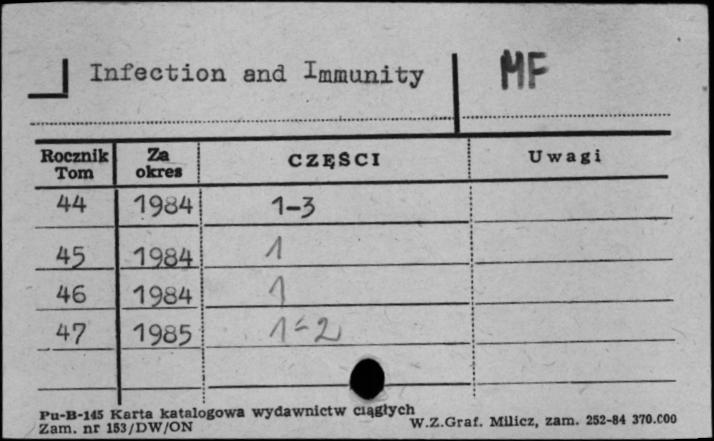 Infection and Immunity MF
Rocznik Tom Za okres CZĘŚCI Uwagi
44 1984 1-3
45 1984 1
46 1984 1
47 1985 1-2
Pu-B-145 Karta katalogowa wydawnictw ciągłych
Zam. nr 153/DW/ON W.Z.Graf. Milicz, zam. 252-84 370.000